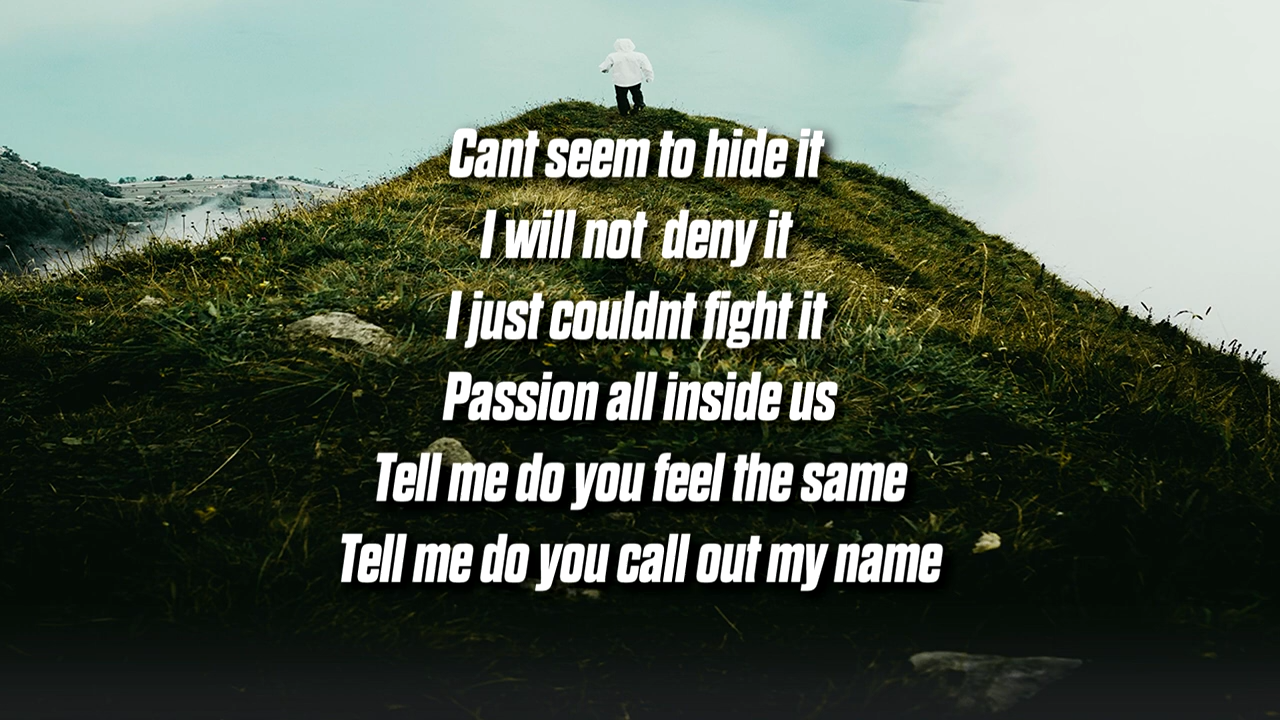 Cant seem to hide it
I will not  deny it
I just couldnt fight it
Passion all inside us
Tell me do you feel the same
Tell me do you call out my name